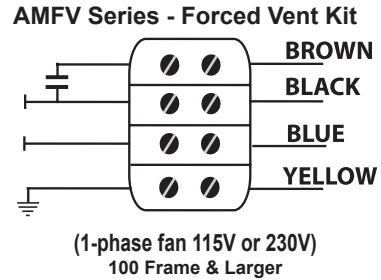 AMFV Series - Forced Vent Kit
BROWN
BLACK
BLUE
YELLOW
(1-phase fan 115V or 230V)
100 Frame & Larger